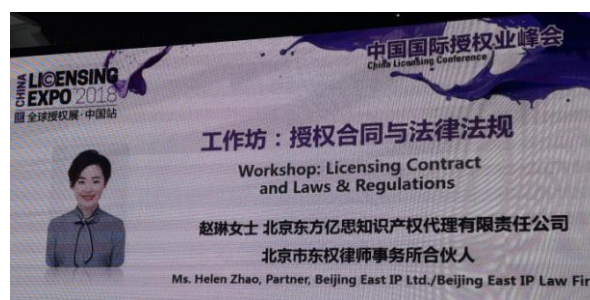 中国国际授权业峰会
China Licensing Conference
CHINA
LICENSING
EXPO 2018
全球授权展·中国站
工作坊：授权合同与法律法规
Workshop: Licensing Contract
and Laws & Regulations
赵琳女士 北京东方亿思知识产权代理有限责任公司
北京市东权律师事务所合伙人
Ms. Helen Zhao, Partner, Beijing East IP Ltd./Beijing East IP Law Fir